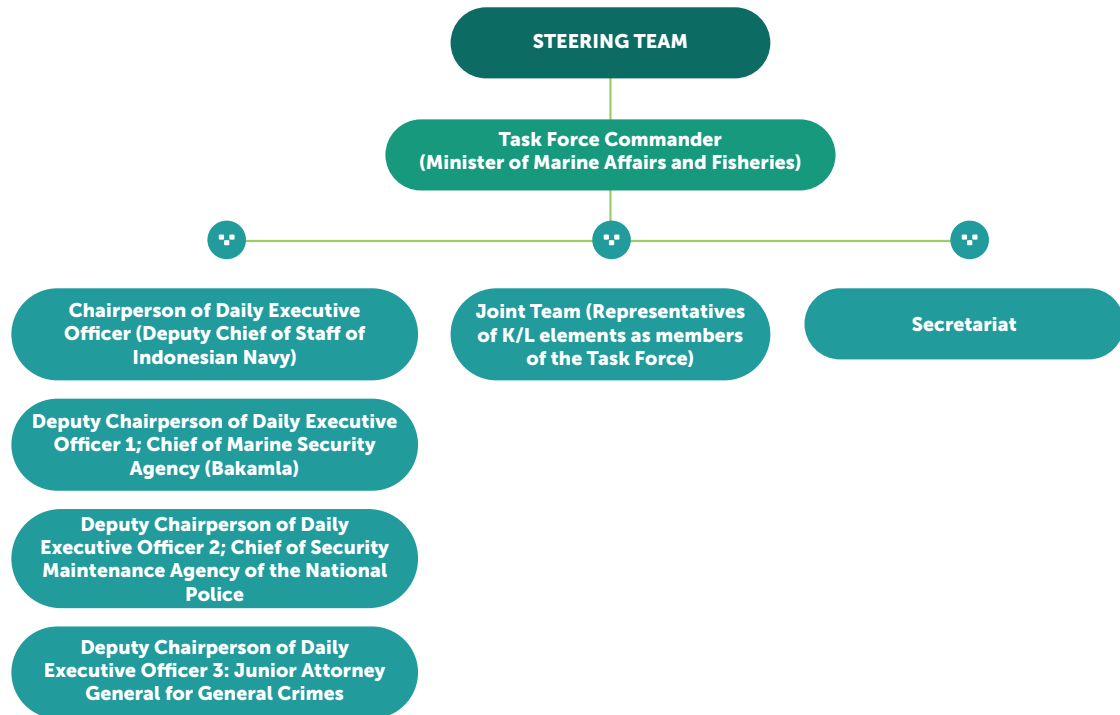 STEERING TEAM
Task Force Commander
(Minister of Marine Affairs and Fisheries)
Chairperson of Daily Executive
Officer (Deputy Chief of Staff of
Indonesian Navy)
Joint Team (Representatives
of K/L elements as members
of the Task Force)
Secretariat
Deputy Chairperson of Daily Executive
Officer 1; Chief of Marine Security
Agency (Bakamla)
Deputy Chairperson of Daily
Executive Officer 2; Chief of Security
Maintenance Agency of the National
Police
Deputy Chairperson of Daily
Executive Officer 3: Junior Attorney
General for General Crimes